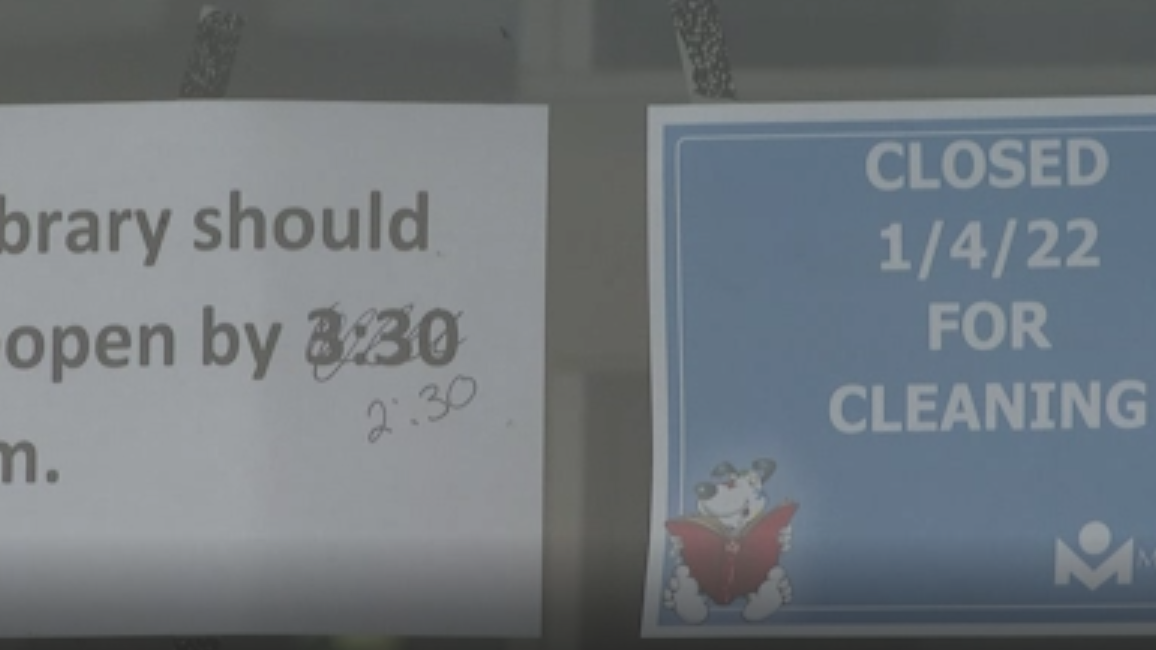 brary should
-open by 3:30
2:30
m.
CLOSED
1/4/22
FOR
CLEANING
M